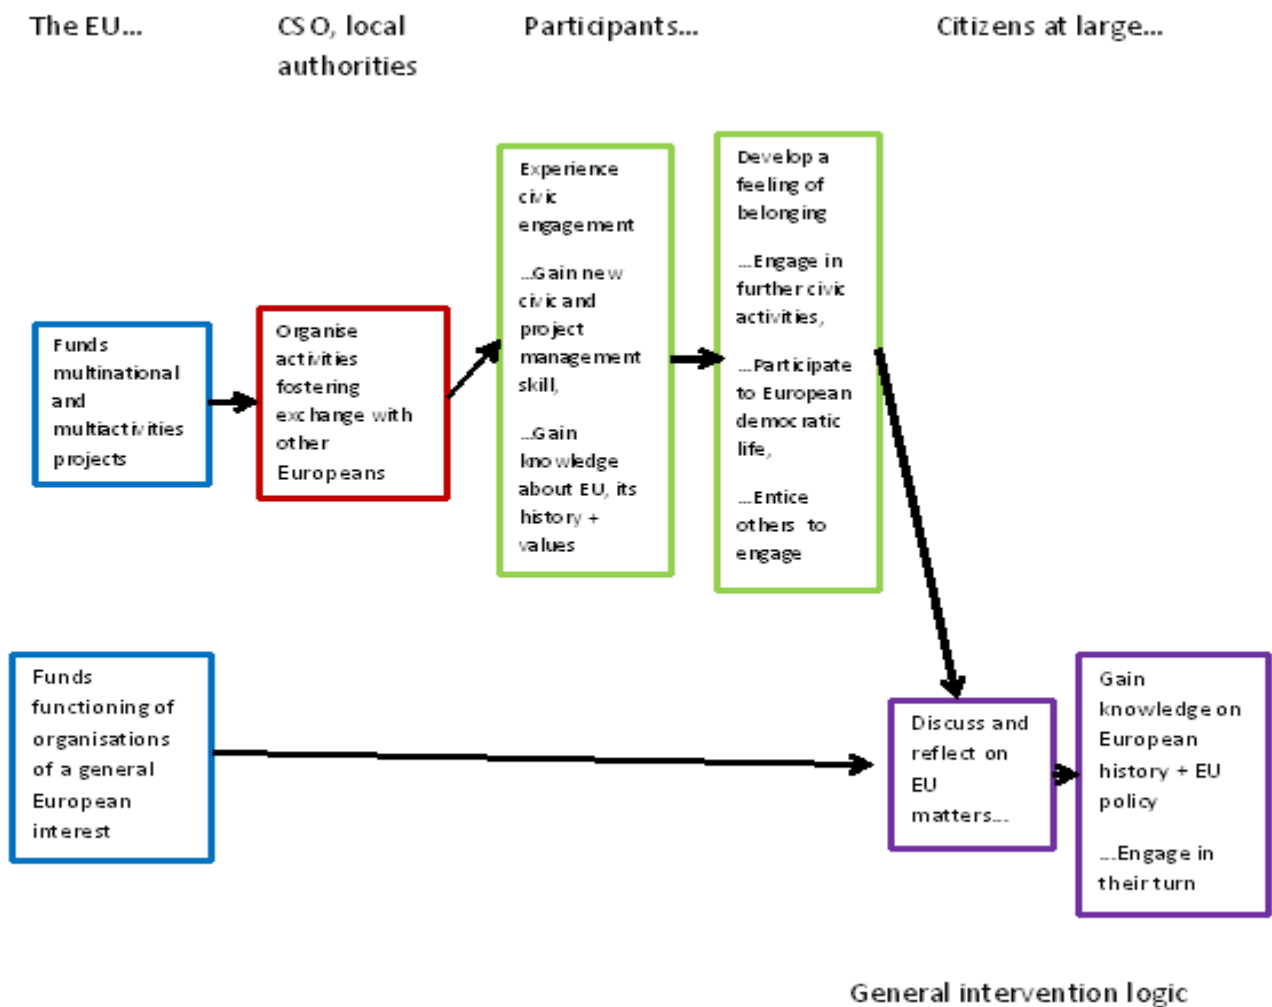 The EU...
CSO, local
authorities
Participants...
Citizens at large...
Funds
multinational
and
multiactivities
projects
Organise
activities
fostering
exchange with
other
Europeans
Experience
civic
engagement
...Gain new
civic and
project
management
skill,
...Gain
knowledge
about EU, its
history +
values
Develop a
feeling of
belonging
...Engage in
further civic
activities,
...Participate
to European
democratic
life,
...Entice
others to
engage
Funds
functioning of
organisations
of a general
European
interest
Discuss and
reflect on
EU
matters...
Gain
knowledge on
European
history + EU
policy
...Engage in
their turn
General intervention logic